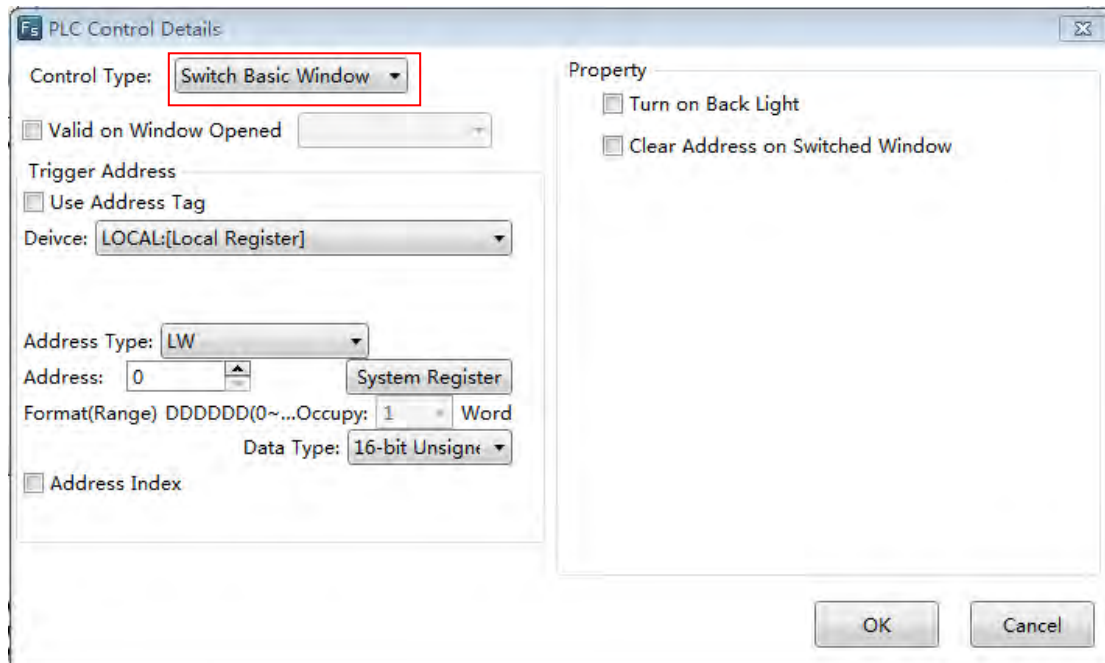 Fs PLC Control Details
Control Type: Switch Basic Window
Valid on Window Opened
Trigger Address
Use Address Tag
Deivce: LOCAL:[Local Register]
Address Type: LW
Address: 0 System Register
Format(Range) DDDDDD(0~...Occupy: 1 Word
Data Type: 16-bit Unsigne
Address Index
Property
Turn on Back Light
Clear Address on Switched Window
OK Cancel